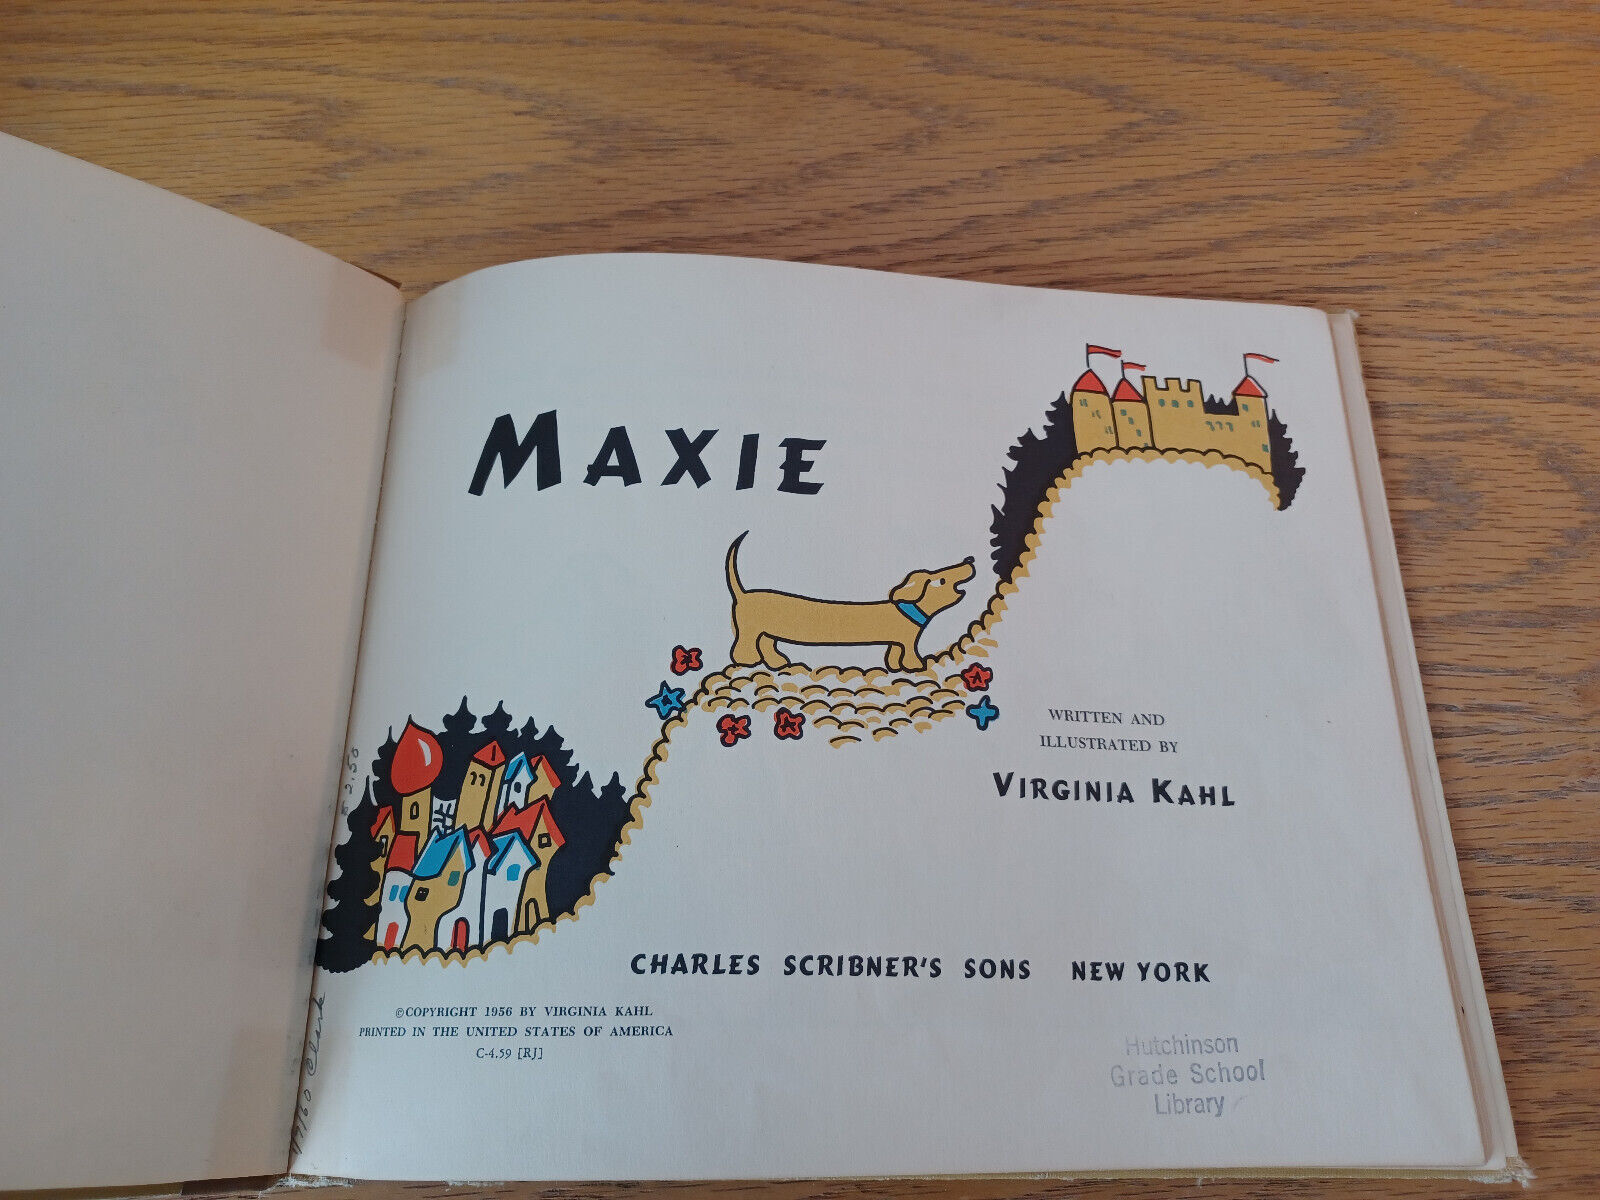 MAXIE
WRITTEN AND
ILLUSTRATED BY
VIRGINIA KAHL
CHARLES SCRIBNER'S SONS NEW YORK
©COPYRIGHT 1956 BY VIRGINIA KAHL
PRINTED IN THE UNITED STATES OF AMERICA
C-4.59 [RJ]
Hutchinson
Grade School
Library